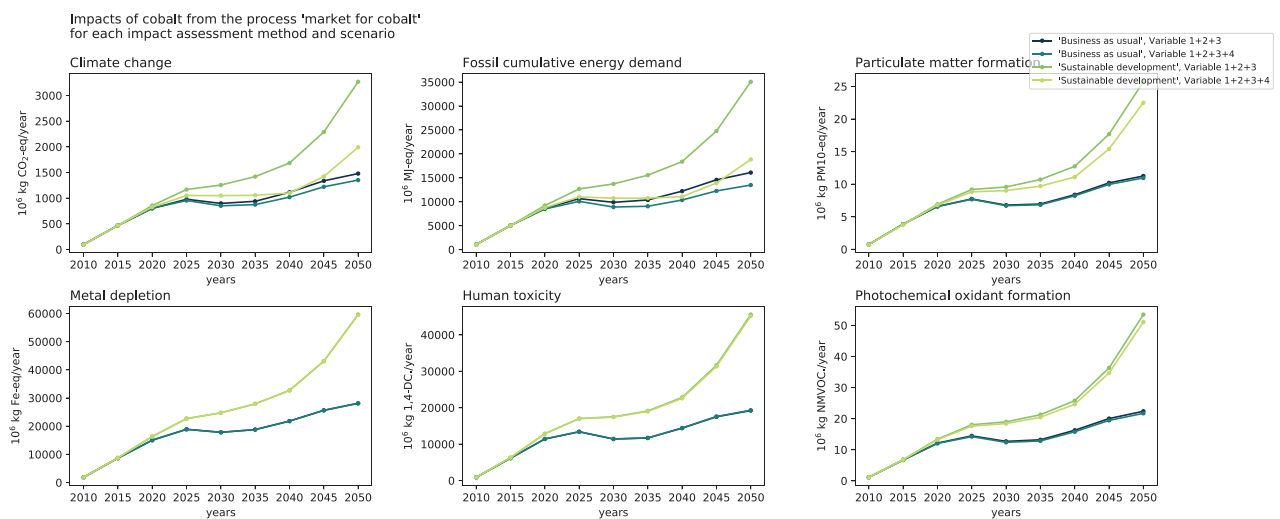 Impacts of cobalt from the process 'market for cobalt'
for each impact assessment method and scenario
'Business as usual', Variable 1+2+3
'Business as usual', Variable 1+2+3+4
'Sustainable development', Variable 1+2+3
'Sustainable development', Variable 1+2+3+4
Climate change
10⁶ kg CO₂-eq/year
3000
2500
2000
1500
1000
500
0
2010 2015 2020 2025 2030 2035 2040 2045 2050
years
Fossil cumulative energy demand
10⁶ MJ-eq/year
35000
30000
25000
20000
15000
10000
5000
0
2010 2015 2020 2025 2030 2035 2040 2045 2050
years
Particulate matter formation
10⁶ kg PM10-eq/year
25
20
15
10
5
0
2010 2015 2020 2025 2030 2035 2040 2045 2050
years
Metal depletion
10⁶ kg Fe-eq/year
60000
50000
40000
30000
20000
10000
0
2010 2015 2020 2025 2030 2035 2040 2045 2050
years
Human toxicity
10⁶ kg 1,4-DC./year
40000
30000
20000
10000
0
2010 2015 2020 2025 2030 2035 2040 2045 2050
years
Photochemical oxidant formation
10⁶ kg NMVOC./year
50
40
30
20
10
0
2010 2015 2020 2025 2030 2035 2040 2045 2050
years